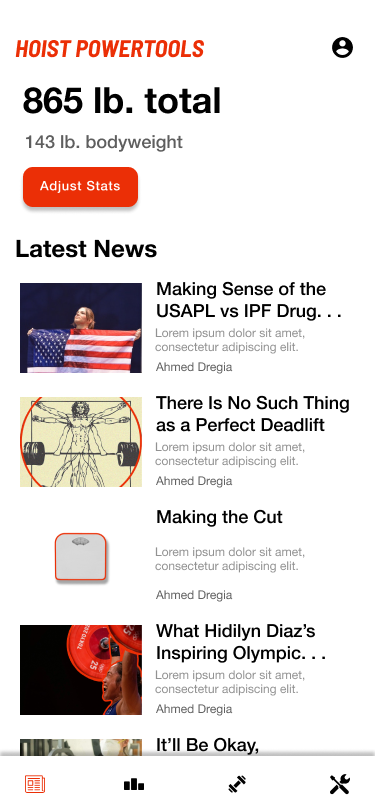 HOIST POWERTOOLS
865 lb. total
143 lb. bodyweight
Adjust Stats
Latest News
Making Sense of the
USAPL vs IPF Drug. . .
Lorem ipsum dolor sit amet,
consectetur adipiscing elit.
Ahmed Dregia
There Is No Such Thing
as a Perfect Deadlift
Lorem ipsum dolor sit amet,
consectetur adipiscing elit.
Ahmed Dregia
Making the Cut
Lorem ipsum dolor sit amet,
consectetur adipiscing elit.
Ahmed Dregia
What Hidilyn Diaz’s
Inspiring Olympic. . .
Lorem ipsum dolor sit amet,
consectetur adipiscing elit.
Ahmed Dregia
25
It’ll Be Okay,